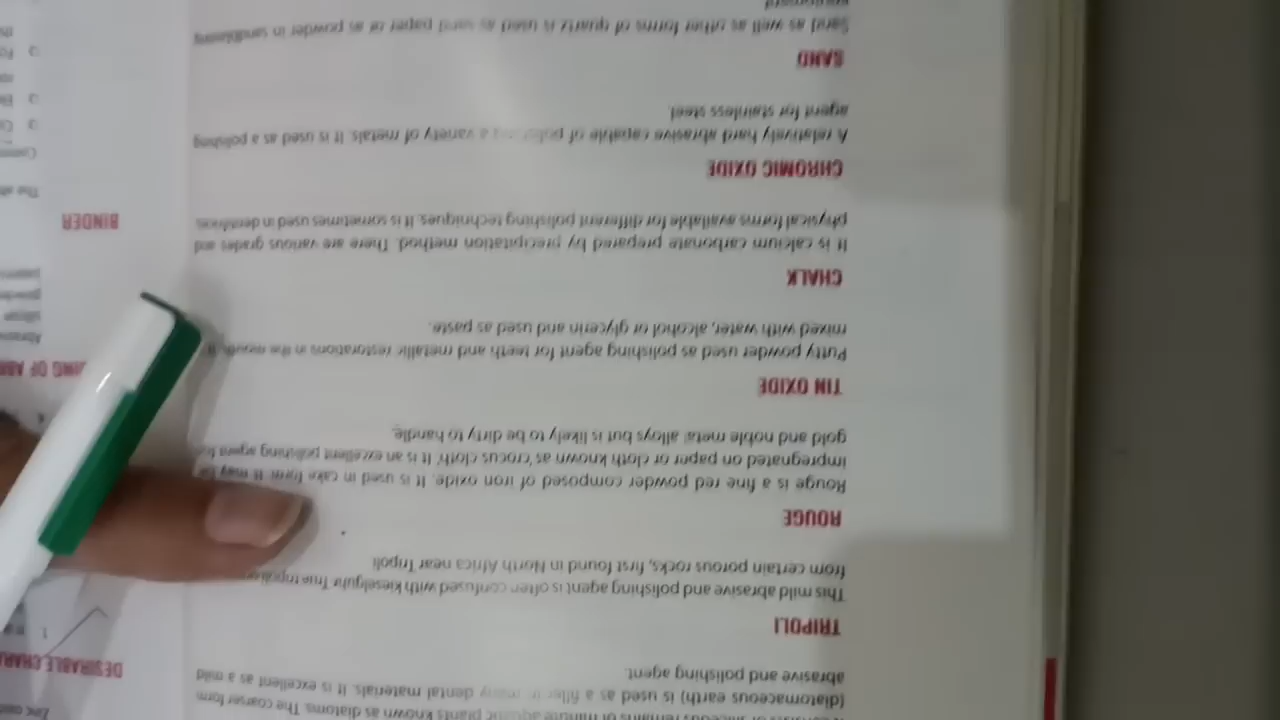 (diatomaceous earth) is used as a filler in many dental materials. It is excellent as a mild
abrasive and polishing agent.
TRIPOLI
This mild abrasive and polishing agent is often confused with kieselguhr. True
from certain porous rocks, first found in North Africa near Tripoli
ROUGE
Rouge is a fine red powder composed of iron oxide. It is used in cake form. It may be
impregnated on paper or cloth known as 'crocus cloth'. It is an excellent polishing agent for
gold and noble metal alloys but is likely to be dirty to handle.
TIN OXIDE
Putty powder used as polishing agent for teeth and metallic restorations in the mouth. It
mixed with water, alcohol or glycerin and used as paste.
CHALK
It is calcium carbonate prepared by precipitation method. There are various grades and
physical forms available for different polishing techniques. It is sometimes used in dentifrices.
CHROMIC OXIDE
A relatively hard abrasive capable of polishing a variety of metals. It is used as a polishing
agent for stainless steel.
SAND
Sand as well as other forms of quartz is used as sand paper or as powder in sandblasting
equipment.
DESIRABLE
BINDER
The